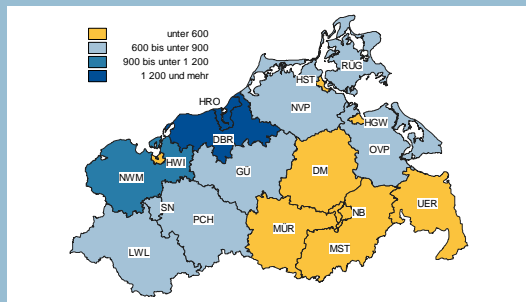 unter 600
600 bis unter 900
900 bis unter 1 200
1 200 und mehr
RÜG
HST
HRO
NVP
HGW
DBR
OVP
HWI
NWM
GÜ
DM
SN
PCH
NB
UER
MÜR
LWL
MST